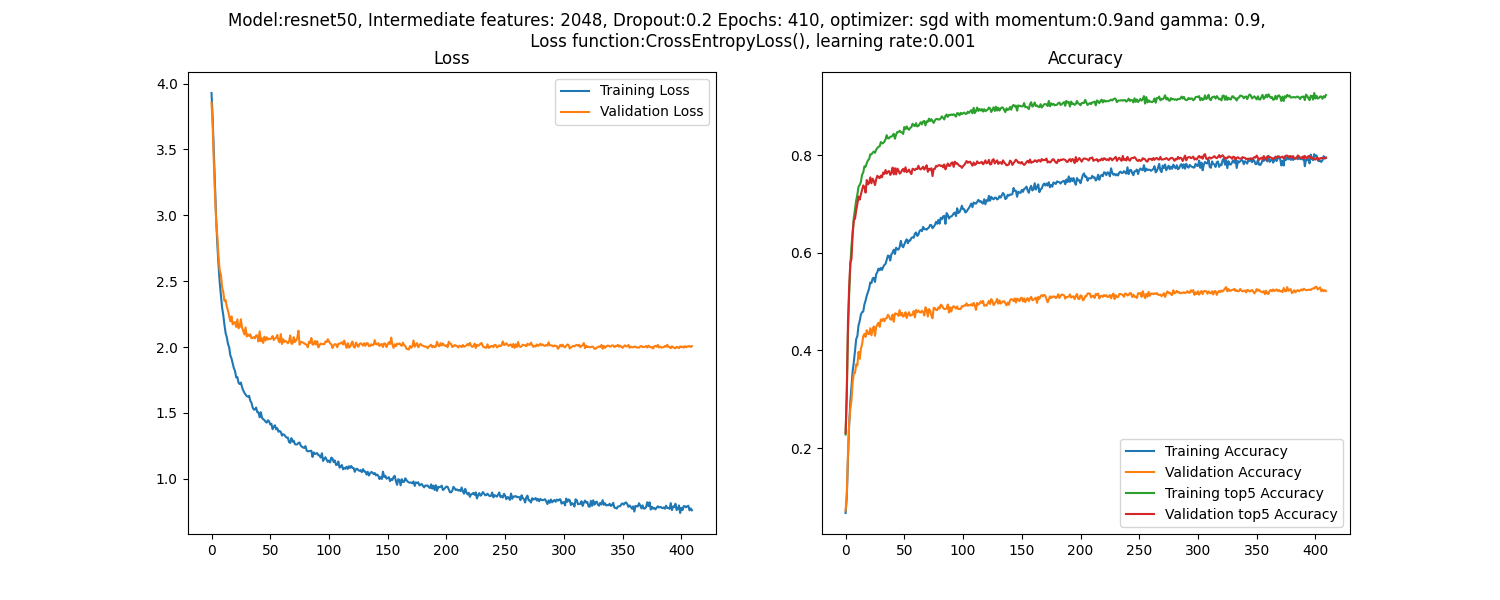 Model:resnet50, Intermediate features: 2048, Dropout:0.2 Epochs: 410, optimizer: sgd with momentum:0.9and gamma: 0.9,
Loss function:CrossEntropyLoss(), learning rate:0.001
Loss
4.0
3.5
3.0
2.5
2.0
1.5
1.0
0 50 100 150 200 250 300 350 400
Training Loss
Validation Loss
Accuracy
0.8
0.6
0.4
0.2
0 50 100 150 200 250 300 350 400
Training Accuracy
Validation Accuracy
Training top5 Accuracy
Validation top5 Accuracy